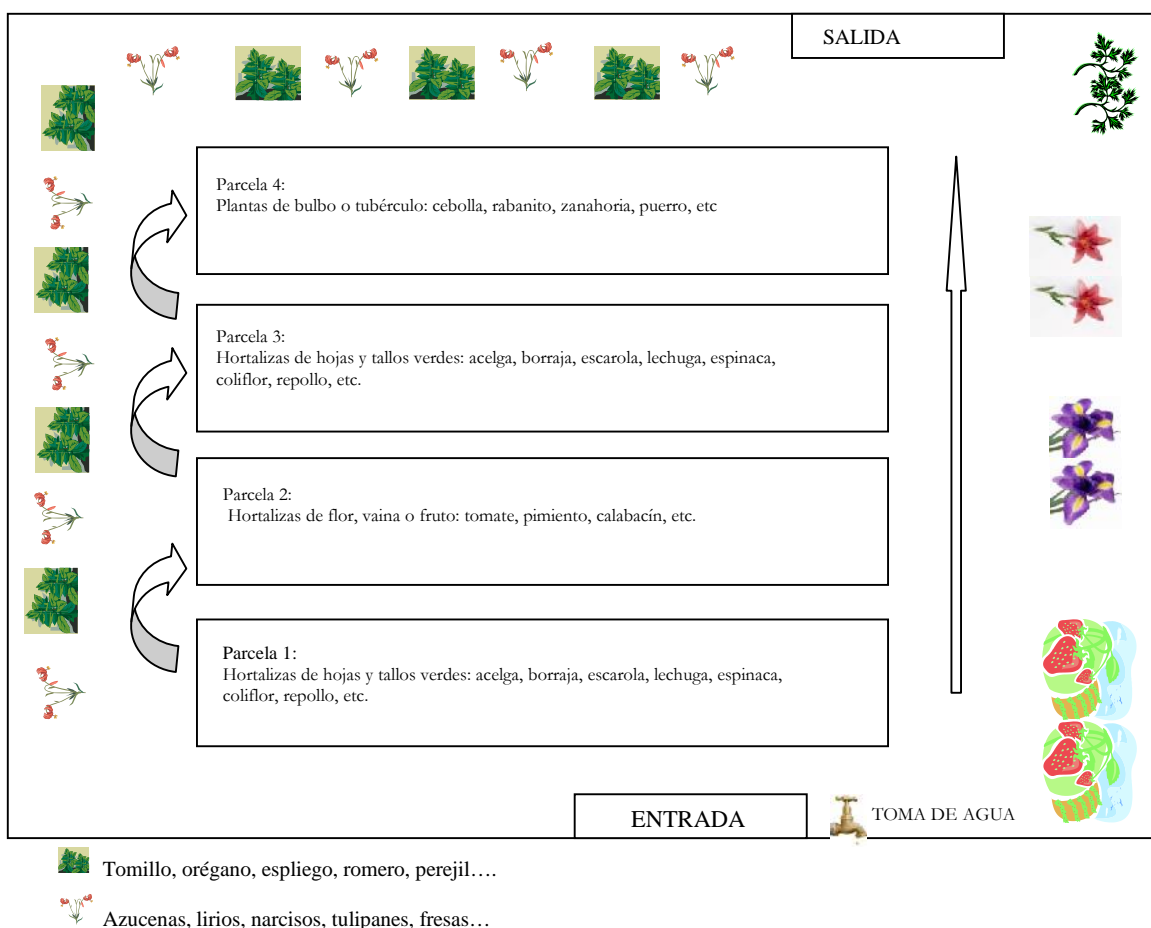 SALIDA
Parcela 4:
Plantas de bulbo o tubérculo: cebolla, rabanito, zanahoria, puerro, etc
Parcela 3:
Hortalizas de hojas y tallos verdes: acelga, borraja, escarola, lechuga, espinaca,
coliflor, repollo, etc.
Parcela 2:
Hortalizas de flor, vaina o fruto: tomate, pimiento, calabacín, etc.
Parcela 1:
Hortalizas de hojas y tallos verdes: acelga, borraja, escarola, lechuga, espinaca,
coliflor, repollo, etc.
ENTRADA
TOMA DE AGUA
Tomillo, orégano, espliego, romero, perejil….
Azucenas, lirios, narcisos, tulipanes, fresas…